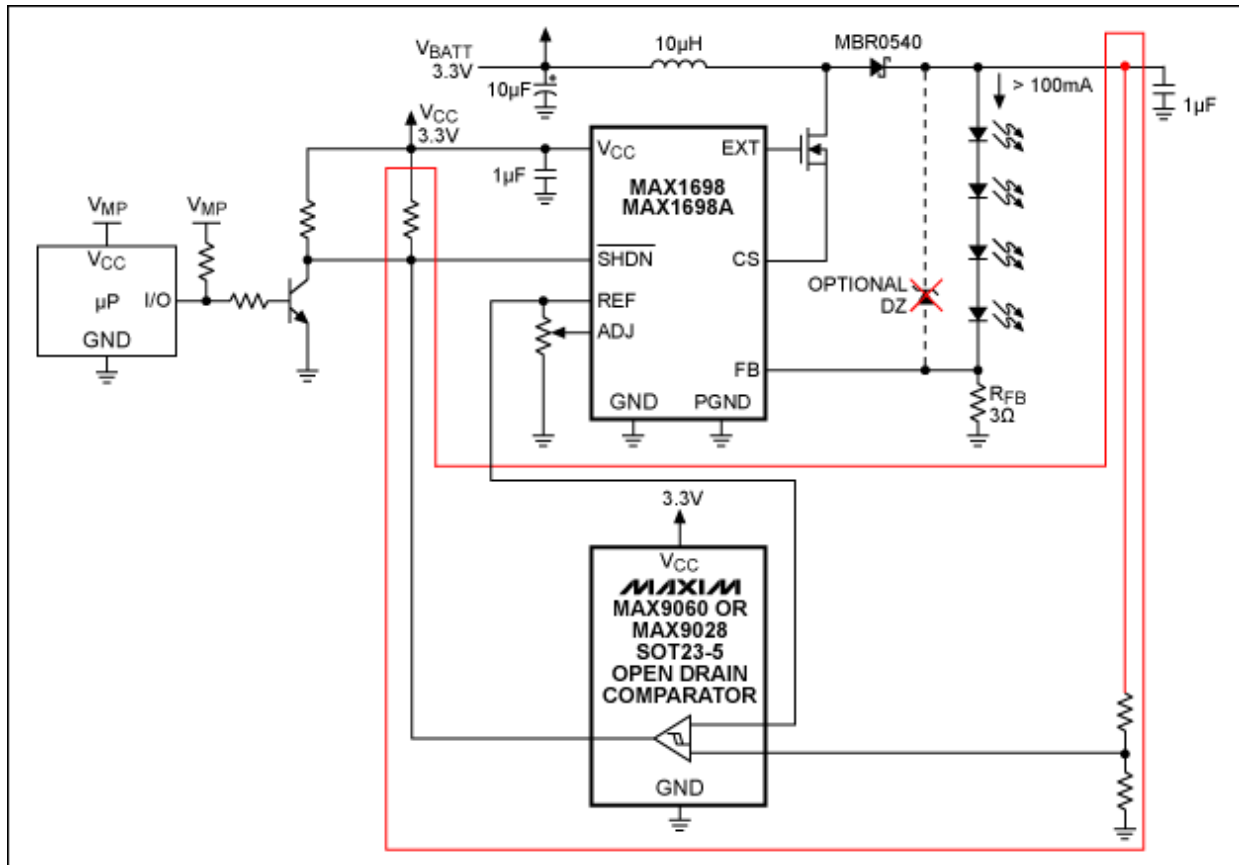 VBATT
3.3V
10µF
+
10µH
MBR0540
> 100mA
1µF
VCC
3.3V
1µF
VCC
EXT
MAX1698
MAX1698A
SHDN
CS
REF
ADJ
FB
GND
PGND
OPTIONAL
DZ
RFB
3Ω
VMP
VMP
VCC
µP
I/O
GND
3.3V
VCC
MAXIM
MAX9060 OR
MAX9028
SOT23-5
OPEN DRAIN
COMPARATOR
GND